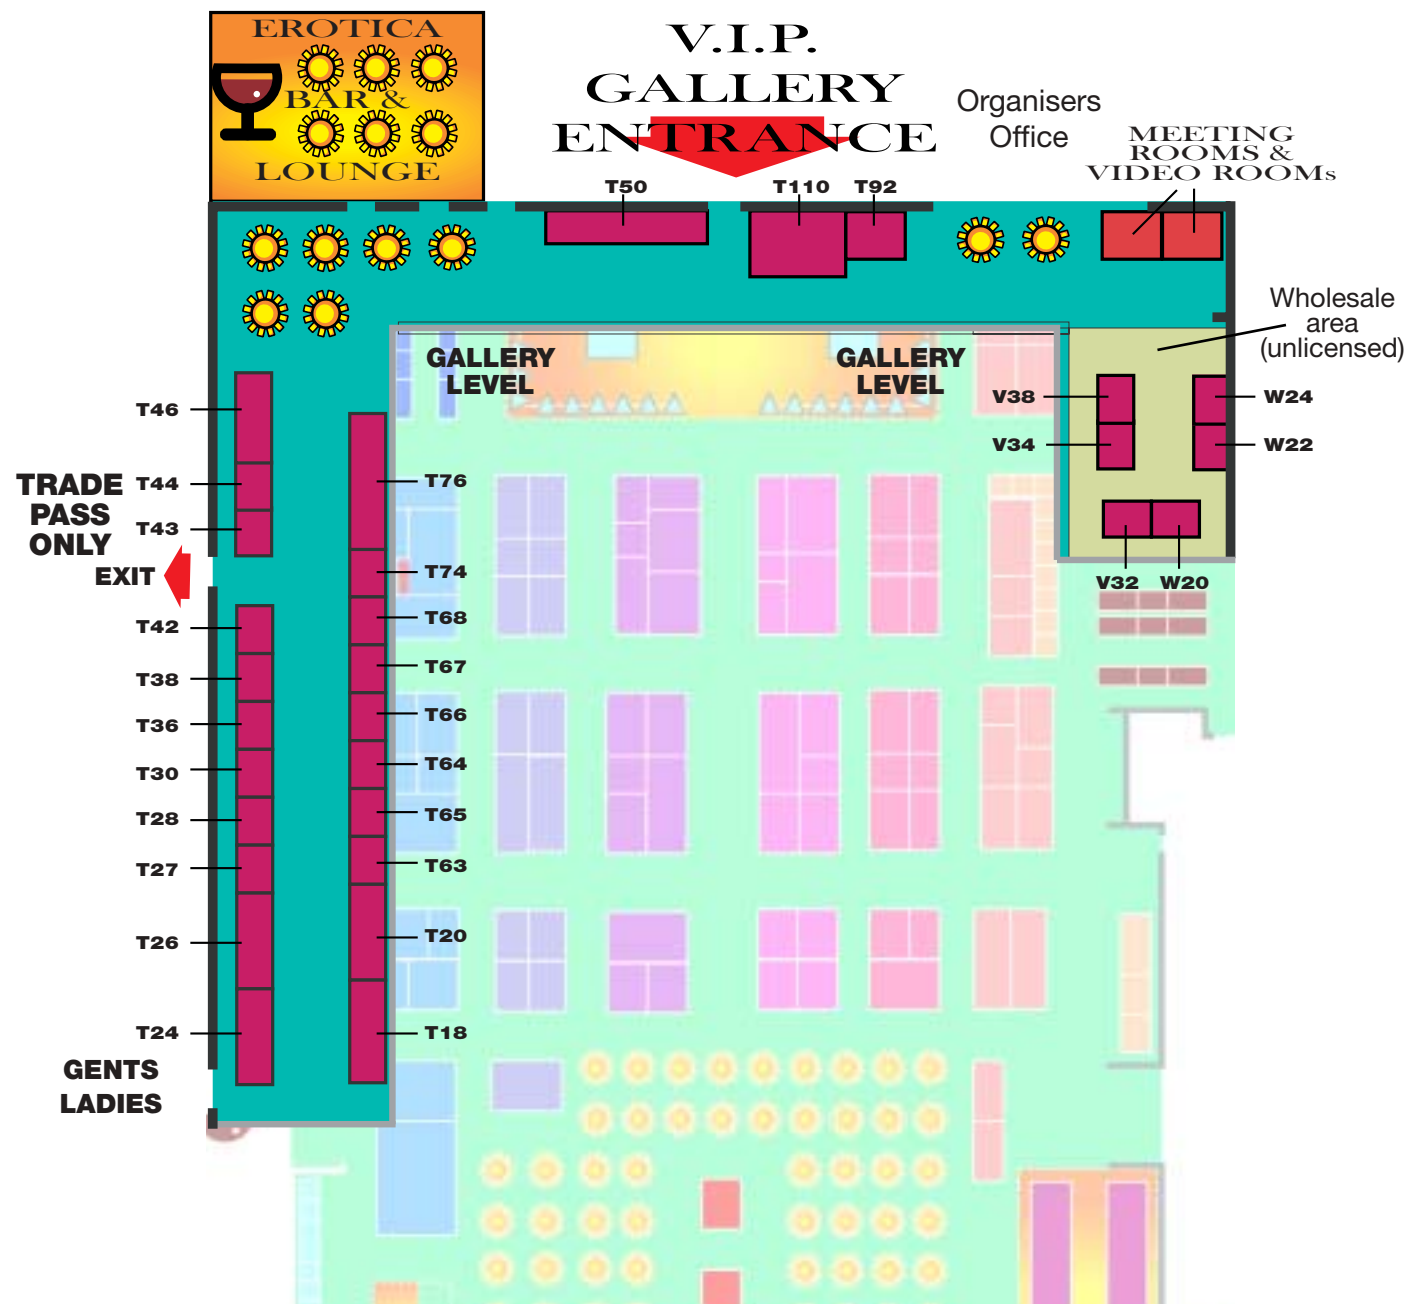 EROTICA
BAR &
LOUNGE
V.I.P.
GALLERY
ENTRANCE
Organisers
Office
MEETING
ROOMS &
VIDEO ROOMs
T50
T110
T92
Wholesale
area
(unlicensed)
GALLERY
LEVEL
GALLERY
LEVEL
V38
W24
V34
W22
V32
W20
T46
TRADE
PASS
ONLY
T44
T43
EXIT
T42
T38
T36
T30
T28
T27
T26
T24
GENTS
LADIES
T76
T74
T68
T67
T66
T64
T65
T63
T20
T18